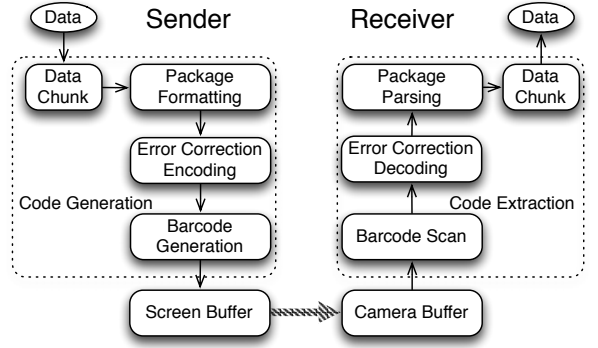 Sender
Receiver
Data
Data
Data
Chunk
Package
Formatting
Package
Parsing
Data
Chunk
Error Correction
Encoding
Error Correction
Decoding
Code Generation
Code Extraction
Barcode
Generation
Barcode Scan
Screen Buffer
Camera Buffer